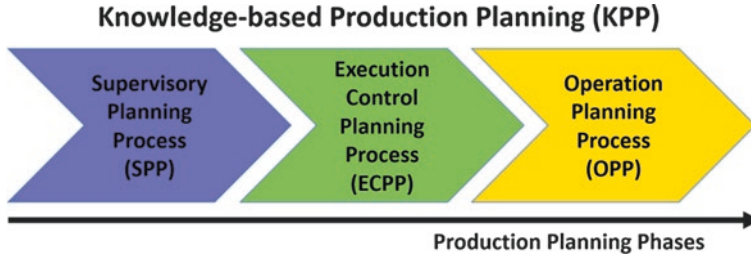 Knowledge-based Production Planning (KPP)
Supervisory
Planning
Process
(SPP)
Execution
Control
Planning
Process
(ECPP)
Operation
Planning
Process
(OPP)
Production Planning Phases